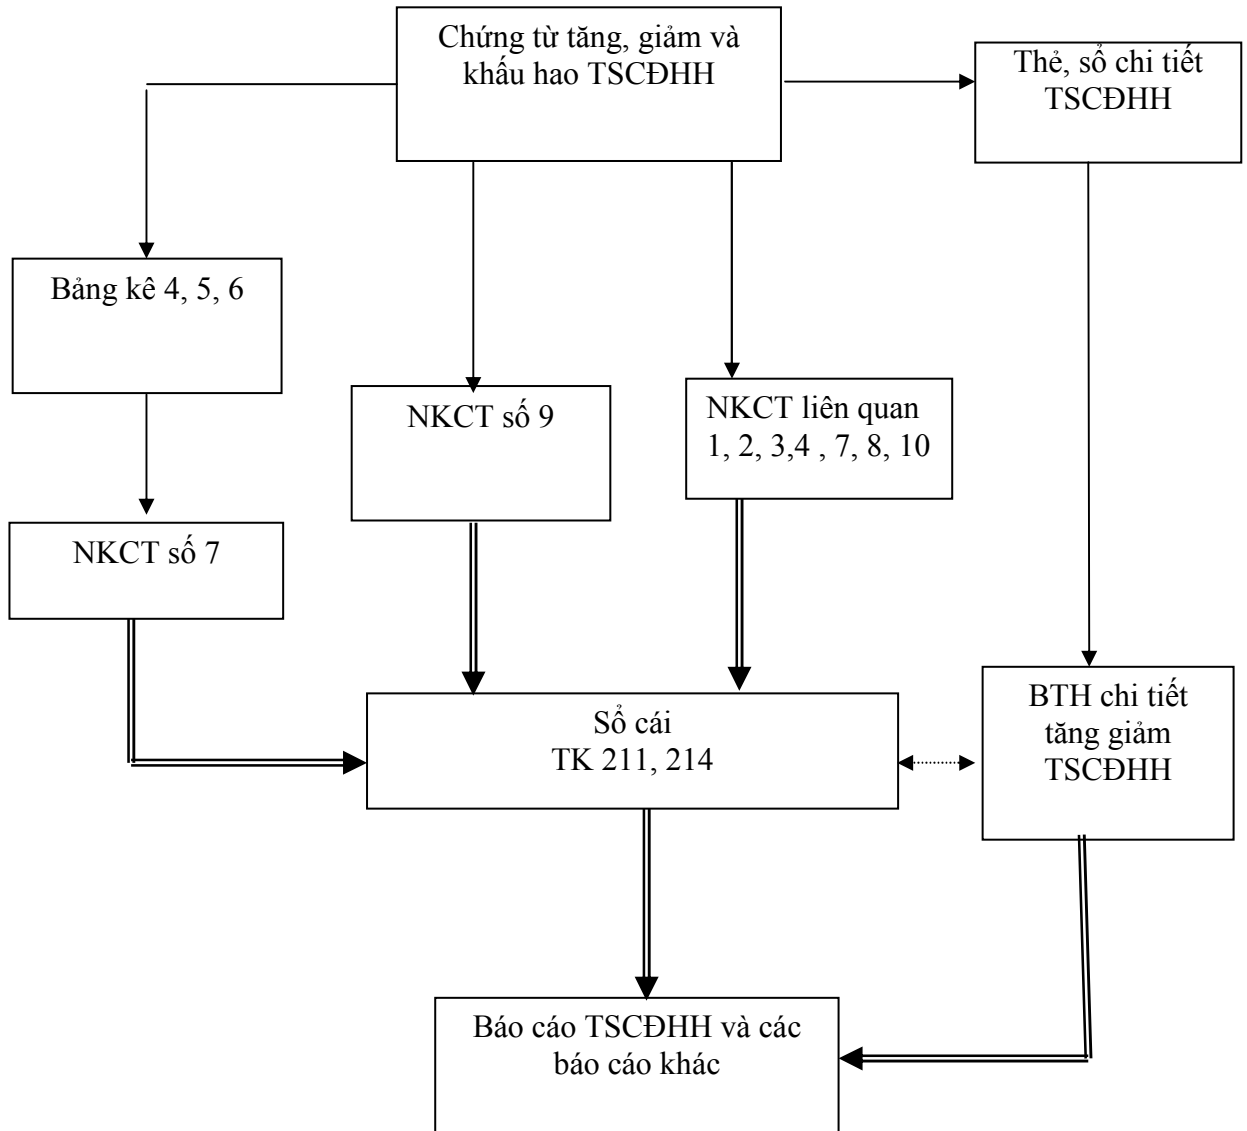 Chứng từ tăng, giảm và
khấu hao TSCĐHH
Thẻ, sổ chi tiết
TSCĐHH
Bảng kê 4, 5, 6
NKCT số 9
NKCT liên quan
1, 2, 3,4 , 7, 8, 10
NKCT số 7
Sổ cái
TK 211, 214
BTH chi tiết
tăng giảm
TSCĐHH
Báo cáo TSCĐHH và các
báo cáo khác